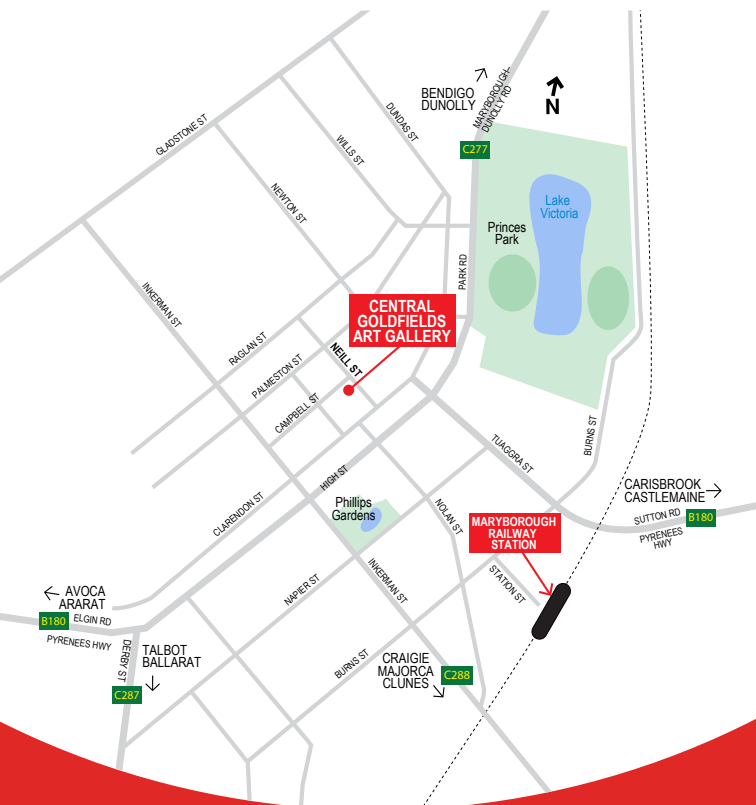 BENDIGO
DUNOLLY
N
MARYBOROUGH–
DUNOLLY RD
C277
GLADSTONE ST
DUNDAS ST
WILLS ST
NEWTON ST
Lake
Victoria
Princes
Park
PARK RD
INKERMAN ST
CENTRAL
GOLDFIELDS
ART GALLERY
RAGLAN ST
NEILL ST
PALMESTON ST
CAMPBELL ST
BURNS ST
TUAGGRA ST
HIGH ST
CLARENDON ST
Phillips
Gardens
NOLAN ST
CARISBROOK
CASTLEMAINE
SUTTON RD
B180
PYRENEES
HWY
MARYBOROUGH
RAILWAY
STATION
STATION ST
NAPIER ST
INKERMAN ST
AVOCA
ARARAT
B180
ELGIN RD
PYRENEES HWY
DERBY ST
TALBOT
BALLARAT
C287
BURNS ST
CRAIGIE
MAJORCA
CLUNES
C288